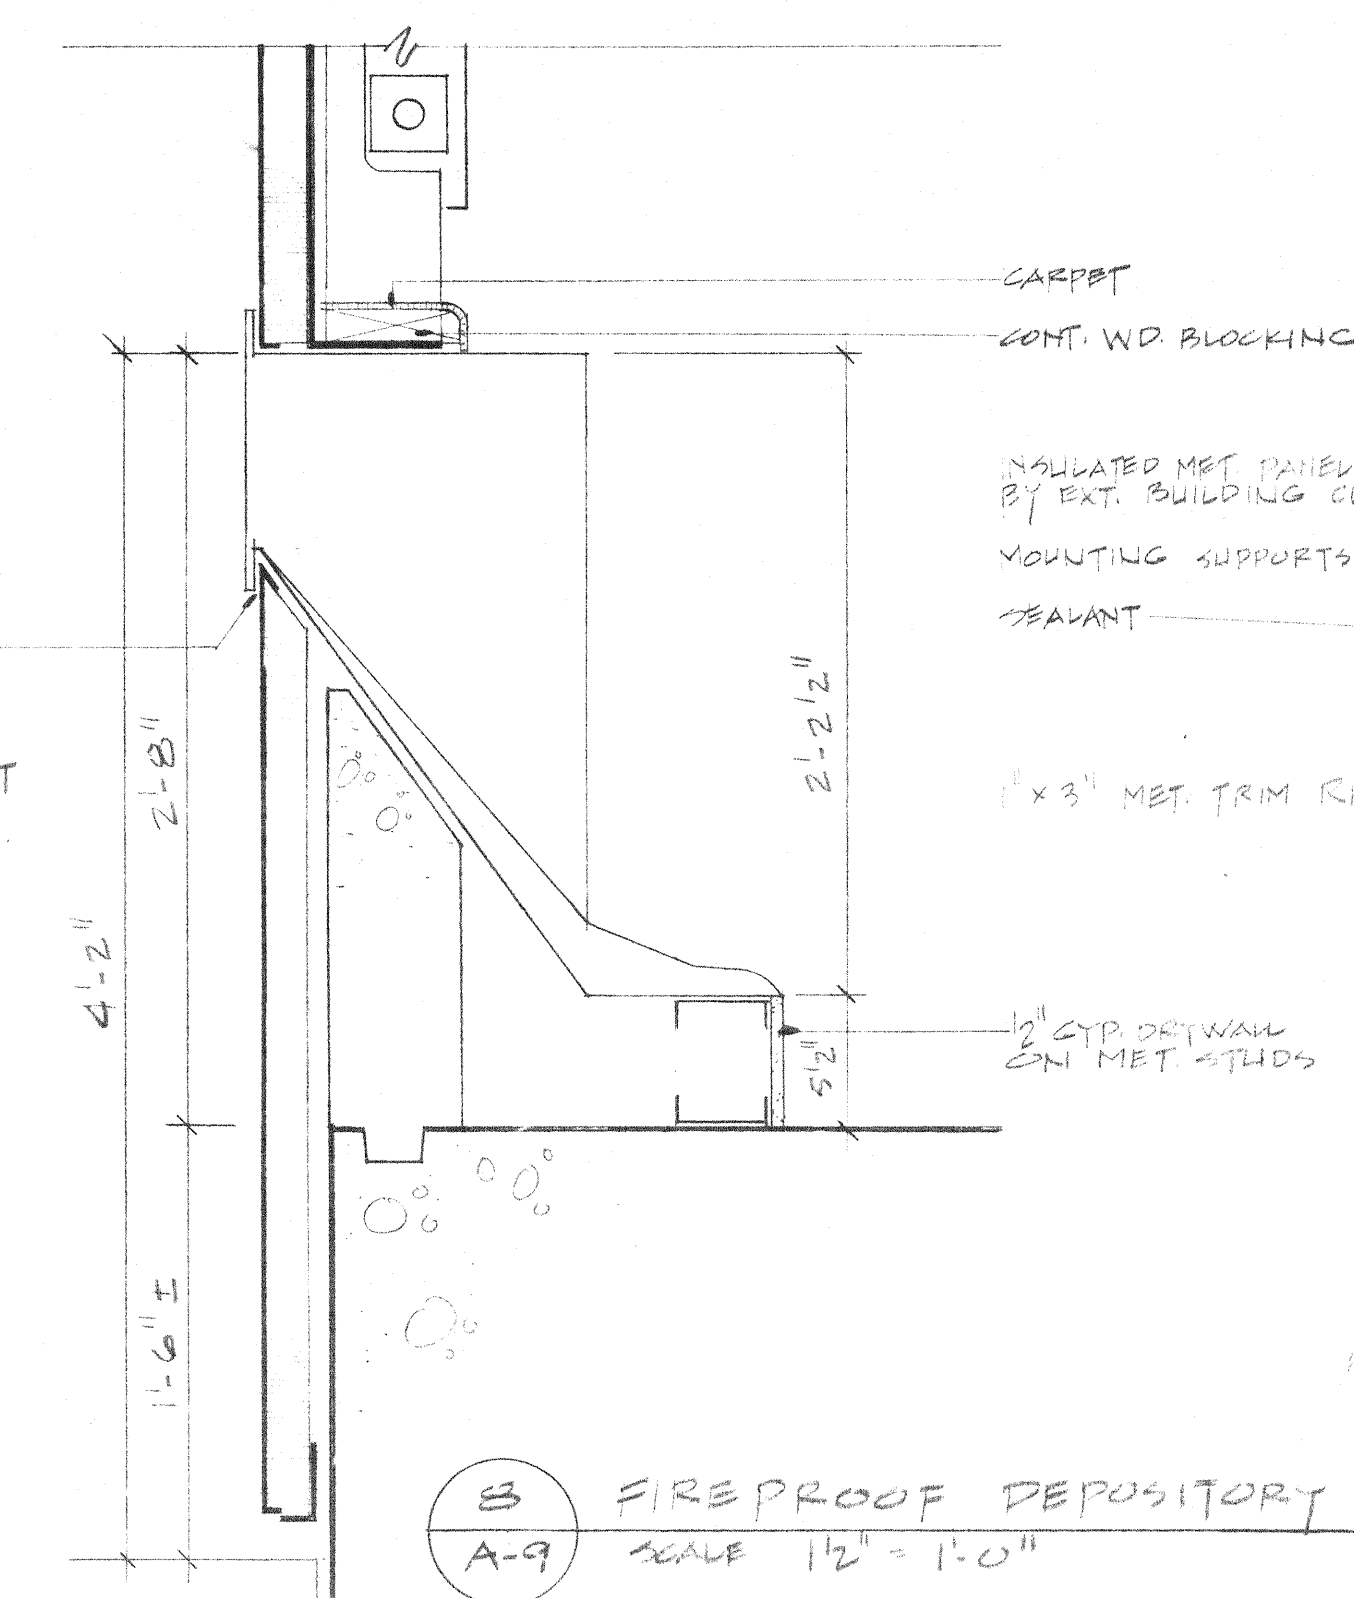 CARPET
CONT. WD. BLOCKING
INSULATED MET. PANEL
BY EXT. BUILDING
MOUNTING SUPPORTS
SEALANT
2'-2 1/2"
2'-8"
T
1" x 3" MET. TRIM
4'-2"
1/2" GYP. DRYWALL
ON MET. STUDS
5 1/2"
1'-6" ±
8
FIREPROOF DEPOSITORY
A-9
SCALE 1 1/2" = 1'-0"